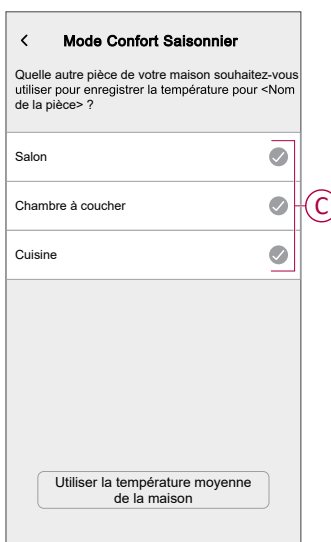 Mode Confort Saisonnier
Quelle autre pièce de votre maison souhaitez-vous
utiliser pour enregistrer la température pour <Nom
de la pièce> ?
Salon
Chambre à coucher
Cuisine
C
Utiliser la température moyenne
de la maison